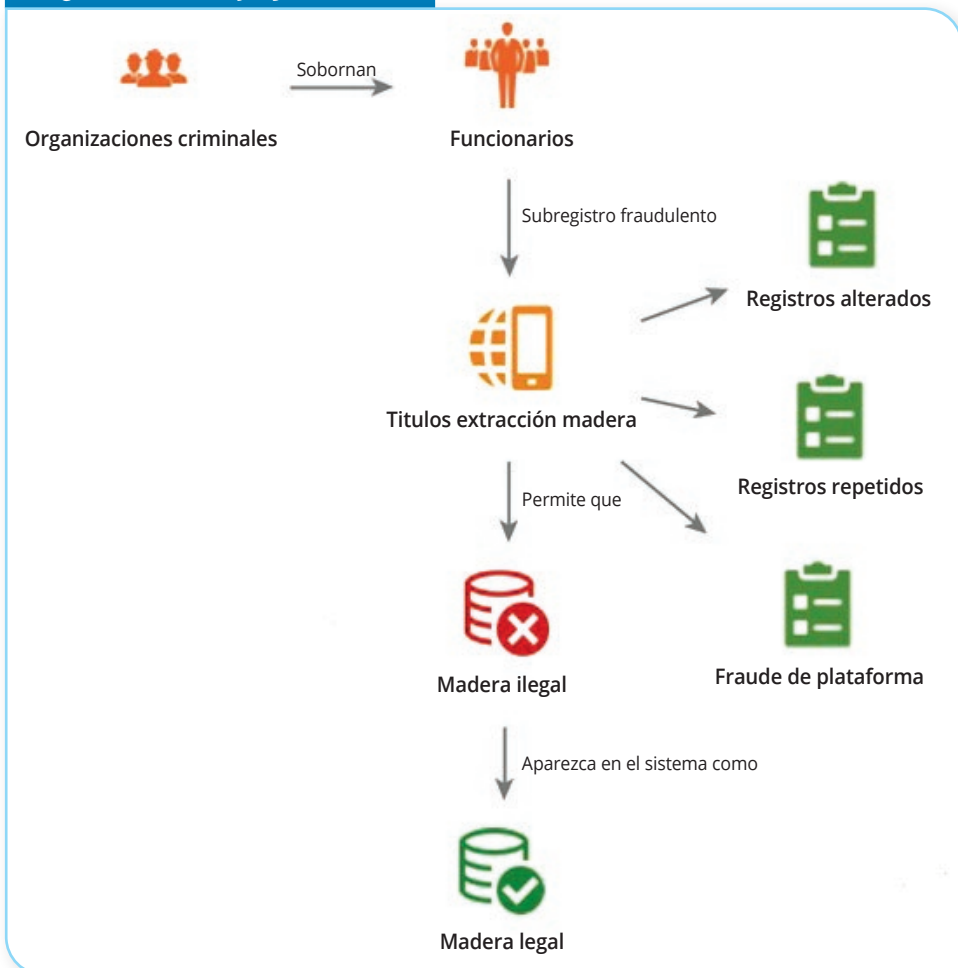 Sobornan
Organizaciones criminales
Funcionarios
Subregistro fraudulento
Registros alterados
Titulos extracción madera
Registros repetidos
Permite que
Fraude de plataforma
Madera ilegal
Aparezca en el sistema como
Madera legal